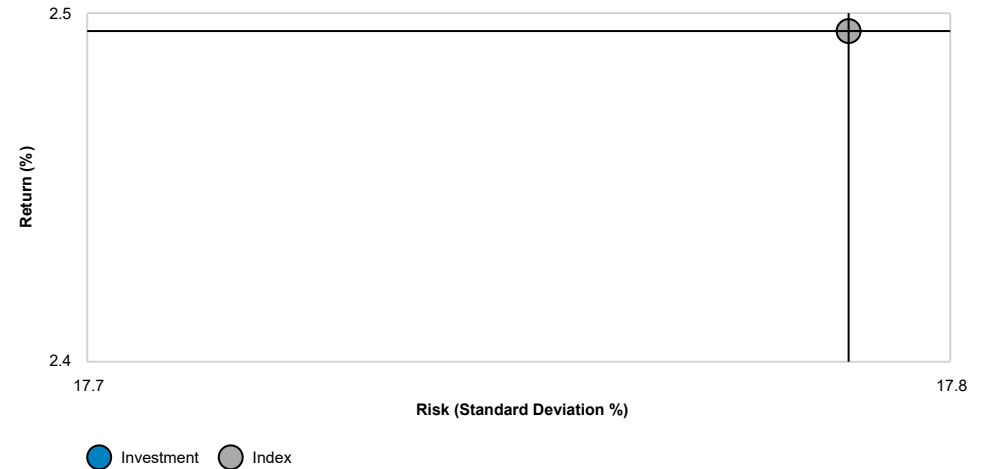 2.5
Return (%)
2.4
17.7
17.8
Risk (Standard Deviation %)
Investment
Index